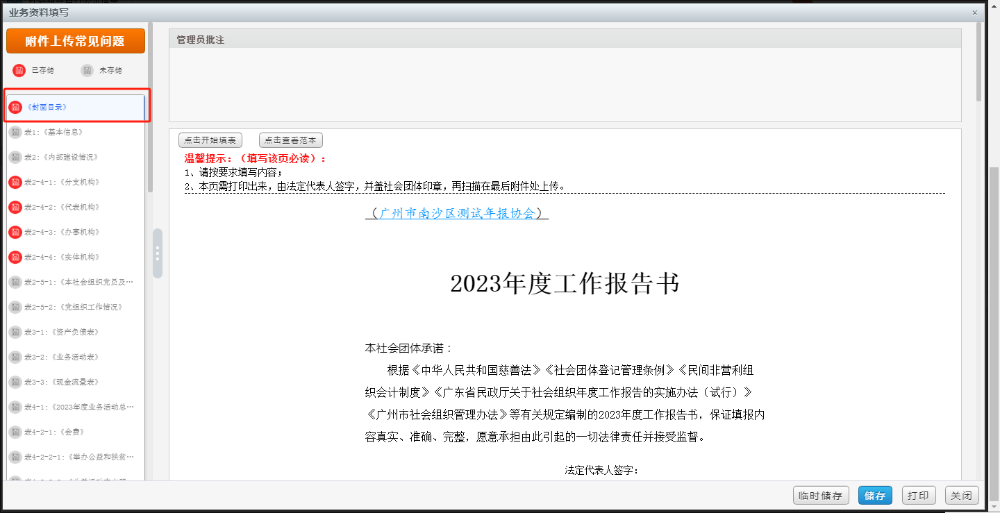 业务资料填写
×
附件上传常见问题
已存储
未存储
《封面目录》
表1:《基本信息》
表2:《内部建设情况》
表2-4-1:《分支机构》
表2-4-2:《代表机构》
表2-4-3:《办事机构》
表2-4-4:《实体机构》
表2-5-1:《本社会组织党员及…
表2-5-2:《党组织工作情况》
表3-1:《资产负债表》
表3-2:《业务活动表》
表3-3:《现金流量表》
表4-1:《2023年度业务活动总…
表4-2-1:《会费》
表4-2-2-1:《举办公益和扶贫…
管理员批注
点击开始填表
点击查看范本
温馨提示：（填写该页必读）：
1、请按要求填写内容；
2、本页需打印出来，由法定代表人签字，并盖社会团体印章，再扫描在最后附件处上传。
（广州市南沙区测试年报协会）
2023年度工作报告书
本社会团体承诺：
根据《中华人民共和国慈善法》《社会团体登记管理条例》《民间非营利组
织会计制度》《广东省民政厅关于社会组织年度工作报告的实施办法（试行）》
《广州市社会组织管理办法》等有关规定编制的2023年度工作报告书，保证填报内
容真实、准确、完整，愿意承担由此引起的一切法律责任并接受监督。
法定代表人签字：
临时储存
储存
打印
关闭